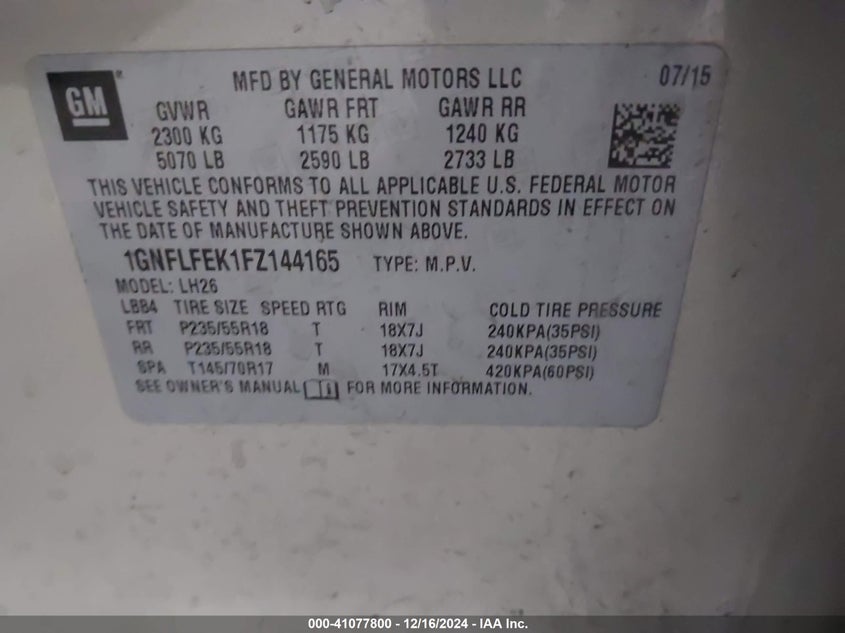 GM
MFD BY GENERAL MOTORS LLC 07/15
GVWR GAWR FRT GAWR RR
2300 KG 1175 KG 1240 KG
5070 LB 2590 LB 2733 LB
THIS VEHICLE CONFORMS TO ALL APPLICABLE U.S. FEDERAL MOTOR
VEHICLE SAFETY AND THEFT PREVENTION STANDARDS IN EFFECT ON
THE DATE OF MANUFACTURE SHOWN ABOVE.
1GNFLFEK1FZ144165 TYPE: M.P.V.
MODEL: LH26
LBB4 TIRE SIZE SPEED RTG RIM COLD TIRE PRESSURE
FRT P235/55R18 T 18X7J 240KPA(35PSI)
RR P235/55R18 T 18X7J 240KPA(35PSI)
SPA T145/70R17 M 17X4.5T 420KPA(60PSI)
SEE OWNER'S MANUAL FOR MORE INFORMATION.
000-41077800 - 12/16/2024 - IAA Inc.